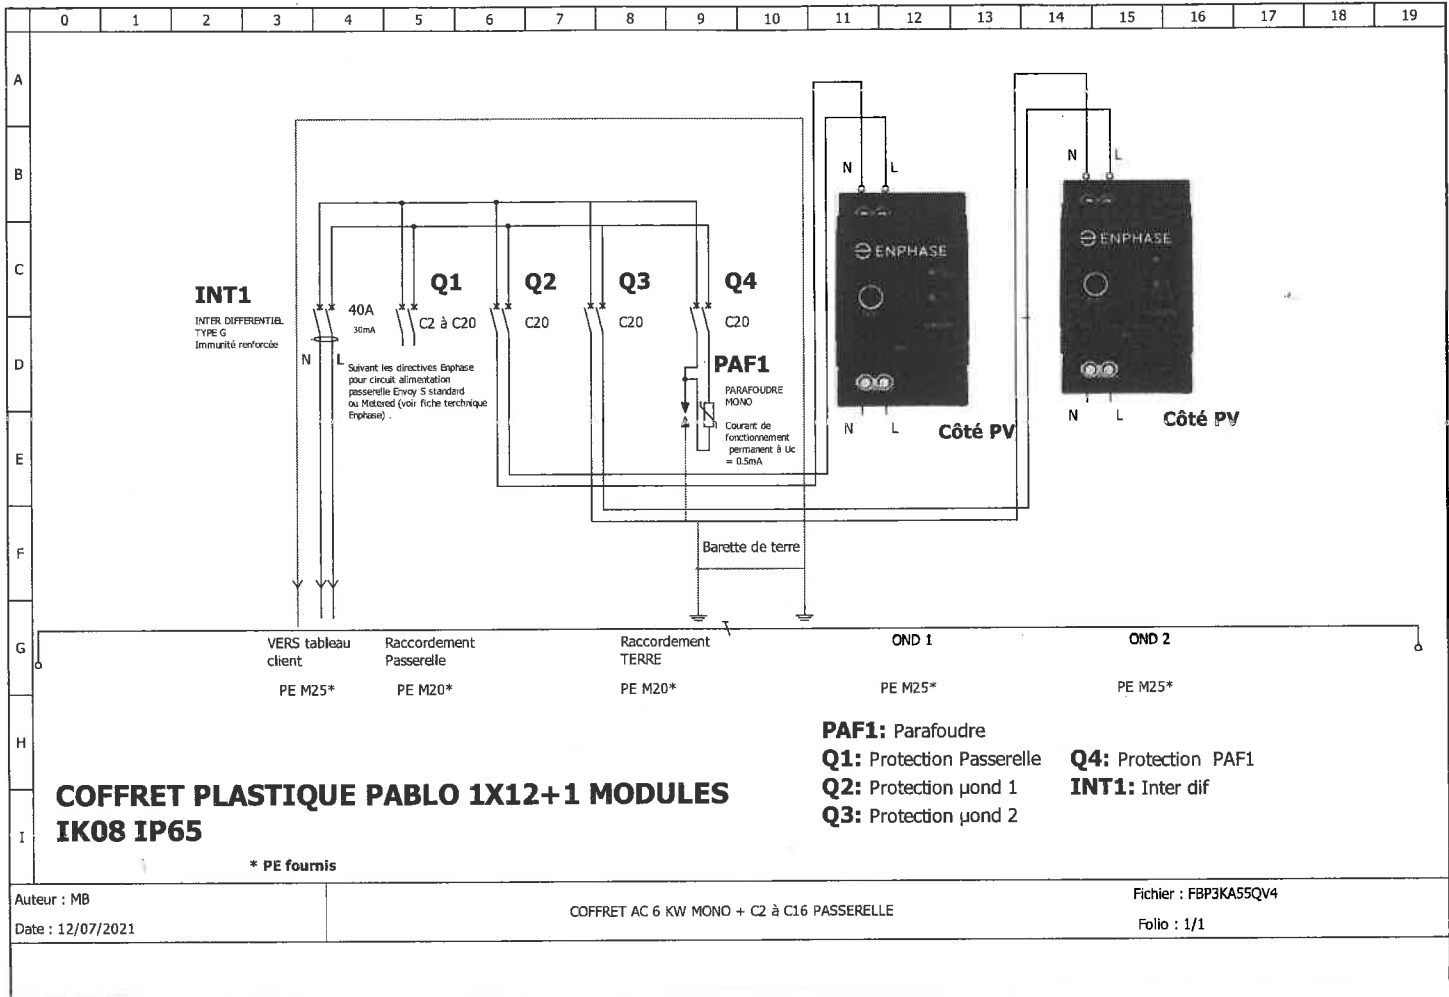 0 1 2 3 4 5 6 7 8 9 10 11 12 13 14 15 16 17 18 19
A
B
C
D
E
F
G
H
I
N L
N L
ENPHASE
ENPHASE
INT1
INTER DIFFERENTIEL
TYPE G
Immunité renforcée
40A
30mA
N L
Q1
C2 à C20
Q2
C20
Q3
C20
Q4
C20
Suivant les directives Enphase
pour circuit alimentation
passerelle Envoy S standard
ou Metered (voir fiche terchnique
Enphase) .
PAF1
PARAFOUDRE
MONO
Courant de
fonctionnement
permanent à Uc
= 0.5mA
N L
Côté PV
N L
Côté PV
Barette de terre
VERS tableau
client
PE M25*
Raccordement
Passerelle
PE M20*
Raccordement
TERRE
PE M20*
OND 1
PE M25*
OND 2
PE M25*
PAF1: Parafoudre
Q1: Protection Passerelle
Q2: Protection µond 1
Q3: Protection µond 2
Q4: Protection PAF1
INT1: Inter dif
COFFRET PLASTIQUE PABLO 1X12+1 MODULES
IK08 IP65
* PE fournis
Auteur : MB
Date : 12/07/2021
COFFRET AC 6 KW MONO + C2 à C16 PASSERELLE
Fichier : FBP3KA55QV4
Folio : 1/1